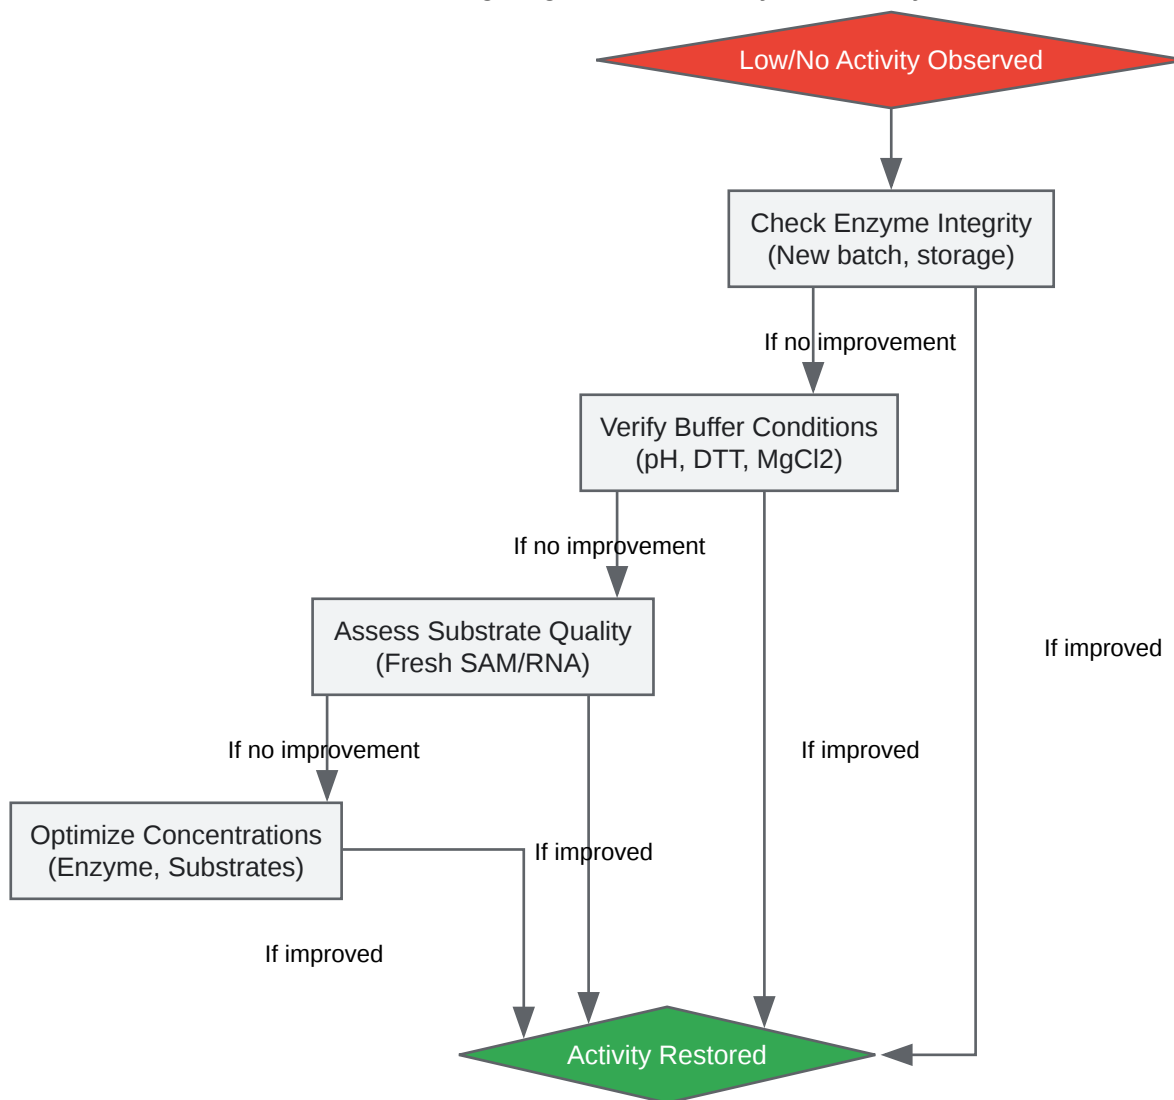 Low/No Activity Observed
Check Enzyme Integrity
(New batch, storage)
If no improvement
Verify Buffer Conditions
(pH, DTT, MgCl2)
If no improvement
Assess Substrate Quality
(Fresh SAM/RNA)
If improved
If no improvement
If improved
Optimize Concentrations
(Enzyme, Substrates)
If improved
If improved
Activity Restored